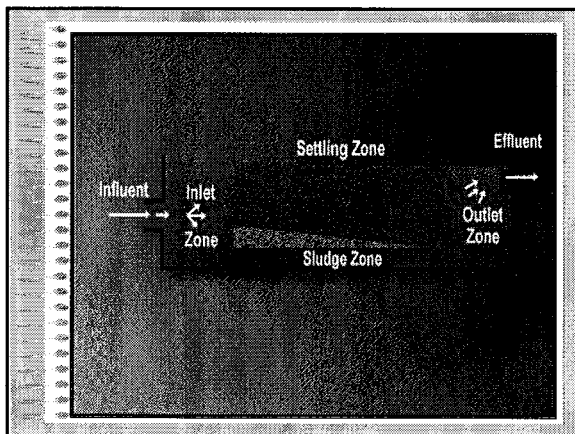 Settling Zone
Effluent
Influent
Inlet
Zone
Outlet
Zone
Sludge Zone